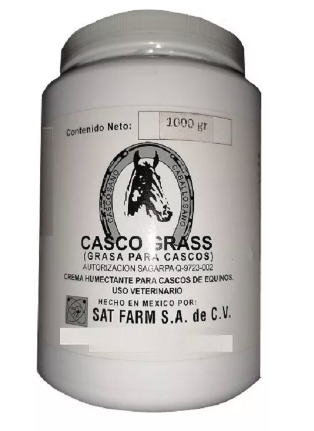 Contenido Neto: 1000 gr
CASCO SANO CABALLO SANO
CASCO GRASS
(GRASA PARA CASCOS)
AUTORIZACION SAGARPA Q-9723-002
CREMA HUMECTANTE PARA CASCOS DE EQUINOS.
USO VETERINARIO
HECHO EN MEXICO POR:
SAT FARM S.A. de C.V.